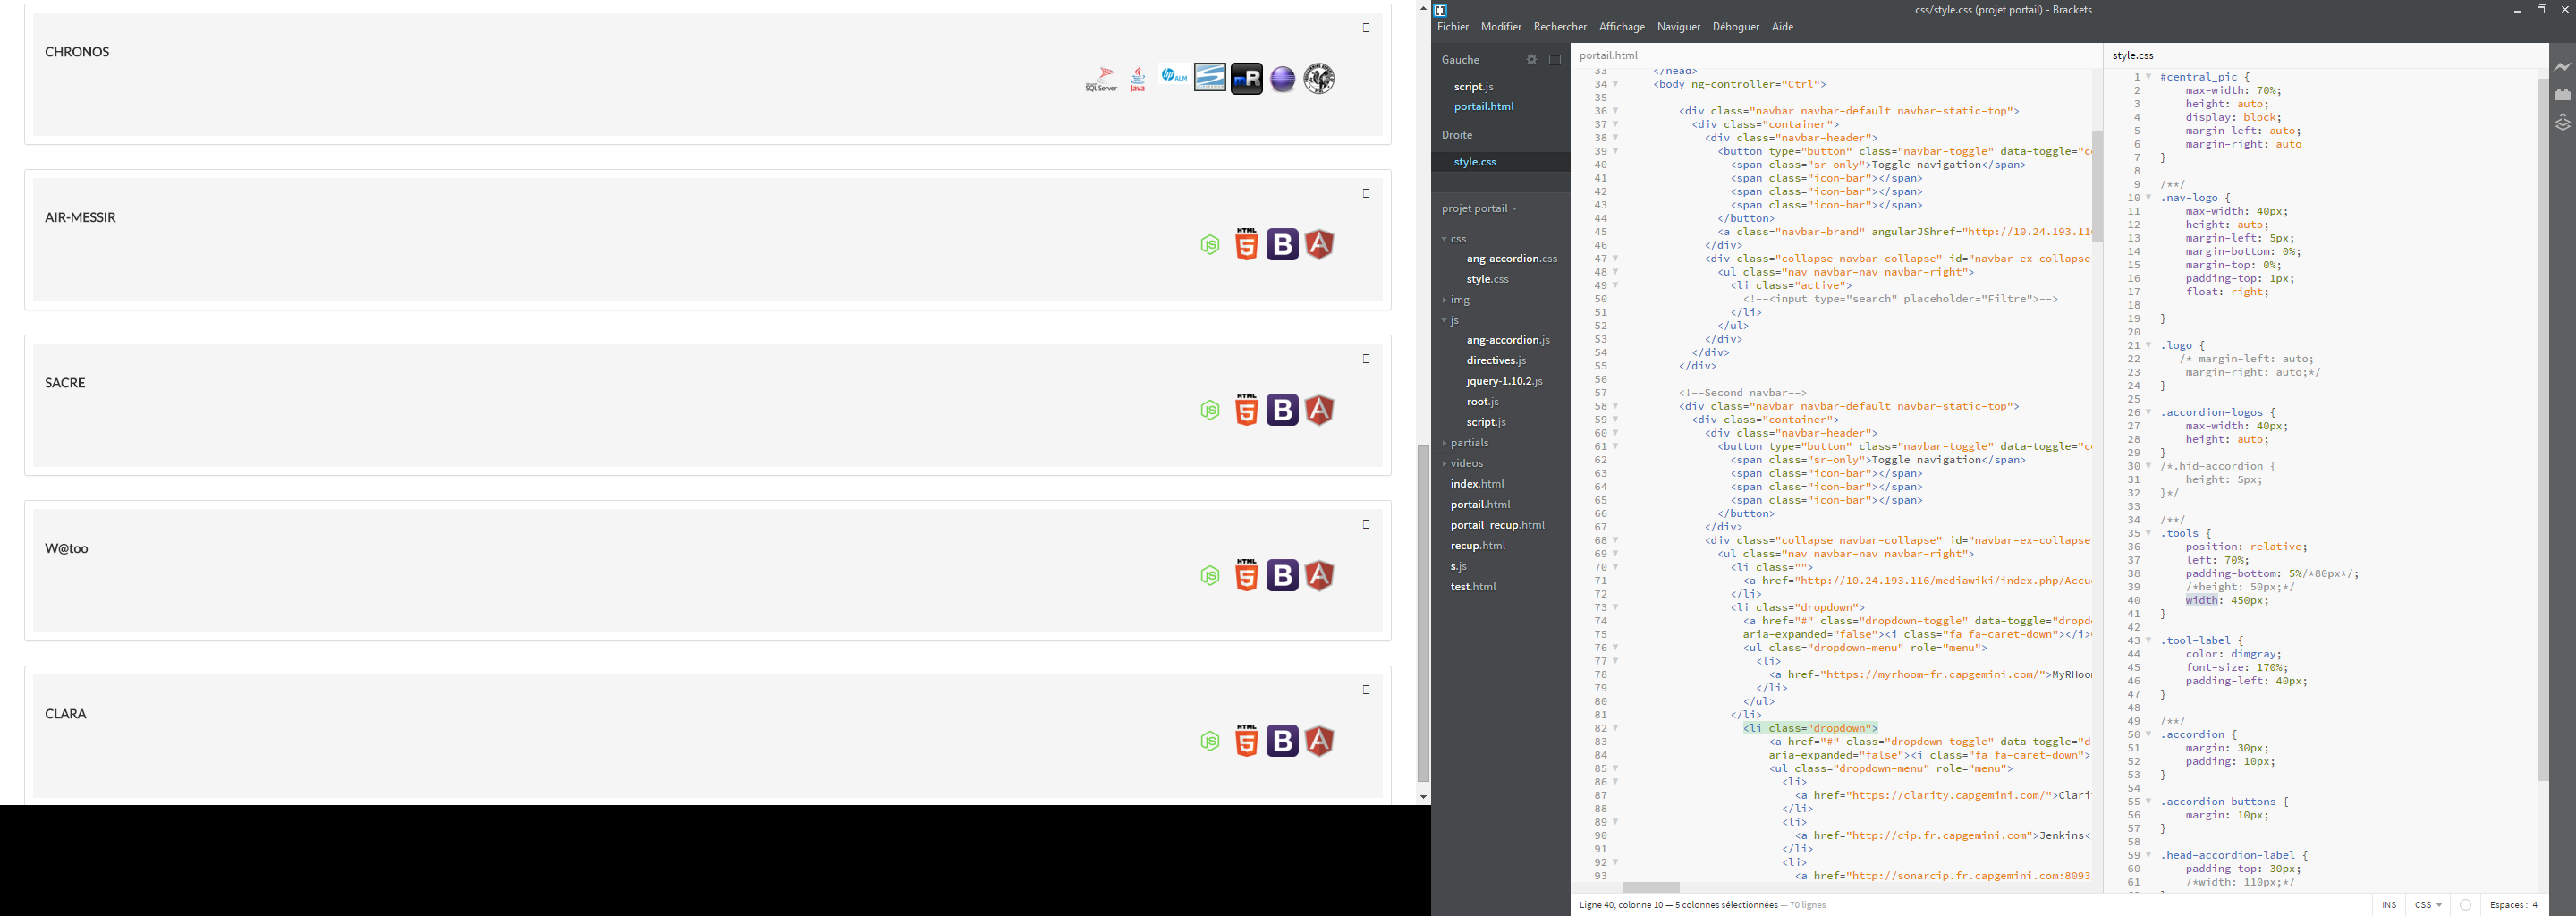 CHRONOS
SQL Server
Java
hp ALM
mR
AIR-MESSIR
JS
HTML
5
B
A
SACRE
JS
HTML
5
B
A
W@too
JS
HTML
5
B
A
CLARA
JS
HTML
5
B
A
css/style.css (projet portail) - Brackets
Fichier Modifier Rechercher Affichage Naviguer Déboguer Aide
Gauche
script.js
portail.html
Droite
style.css
projet portail
css
ang-accordion.css
style.css
img
js
ang-accordion.js
directives.js
jquery-1.10.2.js
root.js
script.js
partials
videos
index.html
portail.html
portail_recup.html
recup.html
s.js
test.html
portail.html
33 </head>
34 <body ng-controller="Ctrl">
35
36 <div class="navbar navbar-default navbar-static-top">
37 <div class="container">
38 <div class="navbar-header">
39 <button type="button" class="navbar-toggle" data-toggle="c
40 <span class="sr-only">Toggle navigation</span>
41 <span class="icon-bar"></span>
42 <span class="icon-bar"></span>
43 <span class="icon-bar"></span>
44 </button>
45 <a class="navbar-brand" angularJShref="http://10.24.193.11
46 </div>
47 <div class="collapse navbar-collapse" id="navbar-ex-collapse
48 <ul class="nav navbar-nav navbar-right">
49 <li class="active">
50 <!--<input type="search" placeholder="Filtre">-->
51 </li>
52 </ul>
53 </div>
54 </div>
55 </div>
56
57 <!--Second navbar-->
58 <div class="navbar navbar-default navbar-static-top">
59 <div class="container">
60 <div class="navbar-header">
61 <button type="button" class="navbar-toggle" data-toggle="c
62 <span class="sr-only">Toggle navigation</span>
63 <span class="icon-bar"></span>
64 <span class="icon-bar"></span>
65 <span class="icon-bar"></span>
66 </button>
67 </div>
68 <div class="collapse navbar-collapse" id="navbar-ex-collapse
69 <ul class="nav navbar-nav navbar-right">
70 <li class="">
71 <a href="http://10.24.193.116/mediawiki/index.php/Accu
72 </li>
73 <li class="dropdown">
74 <a href="#" class="dropdown-toggle" data-toggle="dropd
75 aria-expanded="false"><i class="fa fa-caret-down"></i>
76 <ul class="dropdown-menu" role="menu">
77 <li>
78 <a href="https://myrhoom-fr.capgemini.com/">MyRHoo
79 </li>
80 </ul>
81 </li>
82 <li class="dropdown">
83 <a href="#" class="dropdown-toggle" data-toggle="d
84 aria-expanded="false"><i class="fa fa-caret-down">
85 <ul class="dropdown-menu" role="menu">
86 <li>
87 <a href="https://clarity.capgemini.com/">Clari
88 </li>
89 <li>
90 <a href="http://cip.fr.capgemini.com">Jenkins<
91 </li>
92 <li>
93 <a href="http://sonarcip.fr.capgemini.com:8093
style.css
1 #central_pic {
2 max-width: 70%;
3 height: auto;
4 display: block;
5 margin-left: auto;
6 margin-right: auto
7 }
8
9 /**/
10 .nav-logo {
11 max-width: 40px;
12 height: auto;
13 margin-left: 5px;
14 margin-bottom: 0%;
15 margin-top: 0%;
16 padding-top: 1px;
17 float: right;
18
19 }
20
21 .logo {
22 /* margin-left: auto;
23 margin-right: auto;*/
24 }
25
26 .accordion-logos {
27 max-width: 40px;
28 height: auto;
29 }
30 /*.hid-accordion {
31 height: 5px;
32 }*/
33
34 /**/
35 .tools {
36 position: relative;
37 left: 70%;
38 padding-bottom: 5%/*80px*/;
39 /*height: 50px;*/
40 width: 450px;
41 }
42
43 .tool-label {
44 color: dimgray;
45 font-size: 170%;
46 padding-left: 40px;
47 }
48
49 /**/
50 .accordion {
51 margin: 30px;
52 padding: 10px;
53 }
54
55 .accordion-buttons {
56 margin: 10px;
57 }
58
59 .head-accordion-label {
60 padding-top: 30px;
61 /*width: 110px;*/
Ligne 40, colonne 10 — 5 colonnes sélectionnées — 70 lignes
INS CSS Espaces : 4